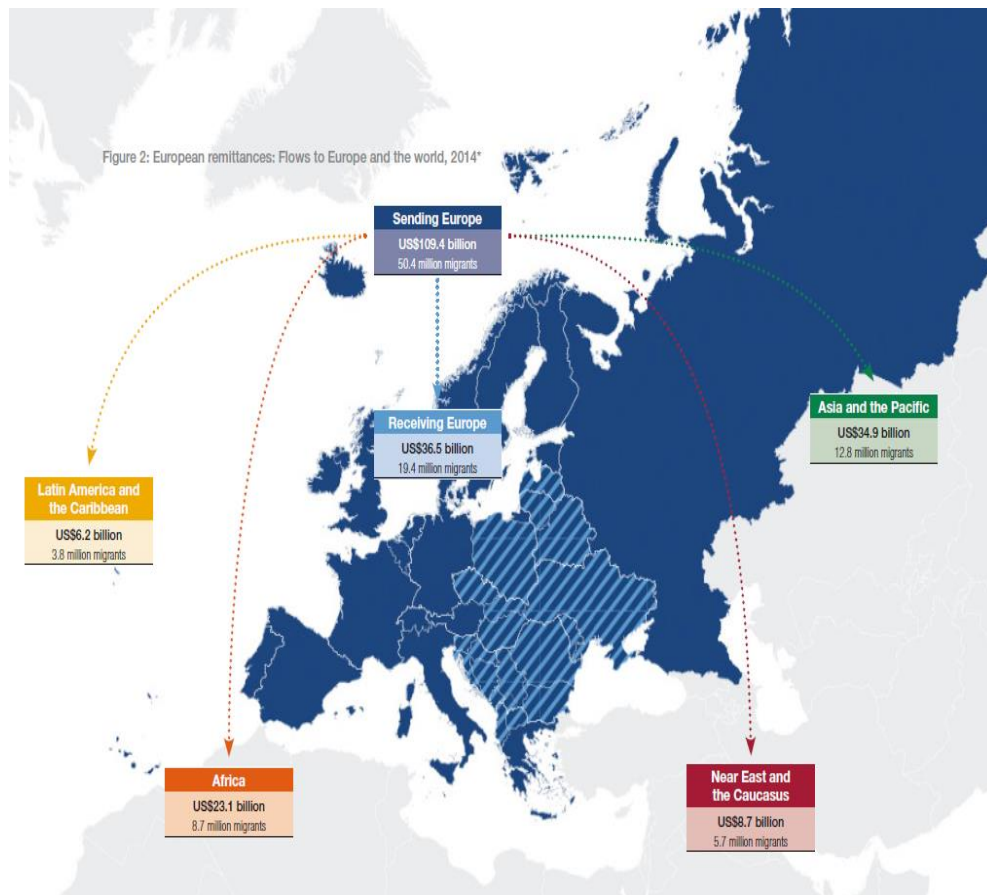 Figure 2: European remittances: Flows to Europe and the world, 2014*
Sending Europe
US$109.4 billion
50.4 million migrants
Receiving Europe
US$36.5 billion
19.4 million migrants
Asia and the Pacific
US$34.9 billion
12.8 million migrants
Latin America and
the Caribbean
US$6.2 billion
3.8 million migrants
Africa
US$23.1 billion
8.7 million migrants
Near East and
the Caucasus
US$8.7 billion
5.7 million migrants